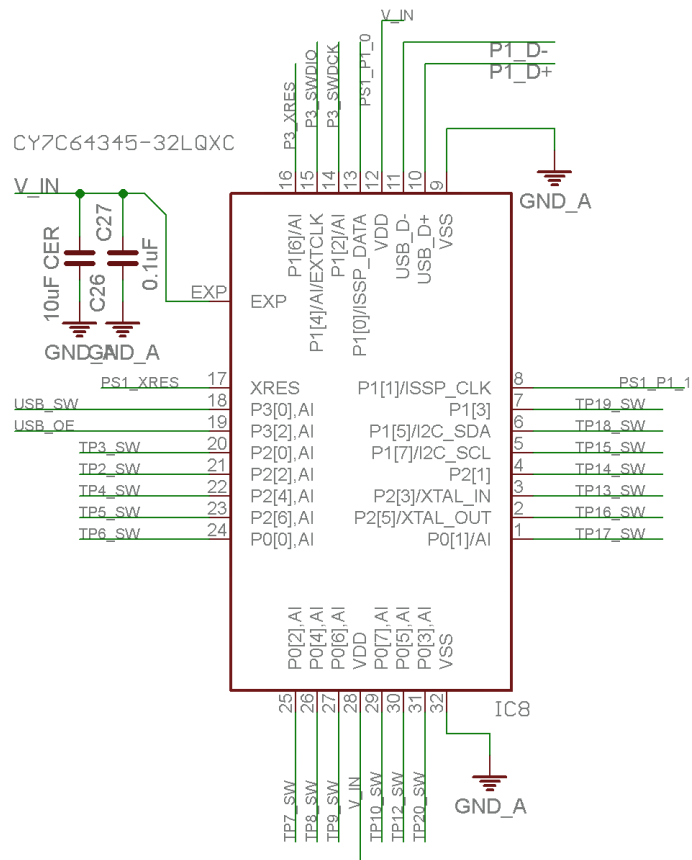 V_IN
P1_D-
P1_D+
P3_XRES
P3_SWDIO
P3_SWDCK
PS1_P1_0
CY7C64345-32LQXC
16
15
14
13
12
11
10
9
GND_A
V_IN
P1[6]/AI
P1[4]/AI/EXTCLK
P1[2]/AI
P1[0]/ISSP_DATA
VDD
USB_D-
USB_D+
VSS
10uF CER
C26
C27
0.1uF
EXP
EXP
GND_A
GND_A
PS1_XRES
17
XRES
P1[1]/ISSP_CLK
8
PS1_P1_1
USB_SW
18
P3[0],AI
P1[3]
7
TP19_SW
USB_OE
19
P3[2],AI
P1[5]/I2C_SDA
6
TP18_SW
TP3_SW
20
P2[0],AI
P1[7]/I2C_SCL
5
TP15_SW
TP2_SW
21
P2[2],AI
P2[1]
4
TP14_SW
TP4_SW
22
P2[4],AI
P2[3]/XTAL_IN
3
TP13_SW
TP5_SW
23
P2[6],AI
P2[5]/XTAL_OUT
2
TP16_SW
TP6_SW
24
P0[0],AI
P0[1]/AI
1
TP17_SW
P0[2],AI
P0[4],AI
P0[6],AI
VDD
P0[7],AI
P0[5],AI
P0[3],AI
VSS
25
26
27
28
29
30
31
32
IC8
TP7_SW
TP8_SW
TP9_SW
V_IN
TP10_SW
TP12_SW
TP20_SW
GND_A